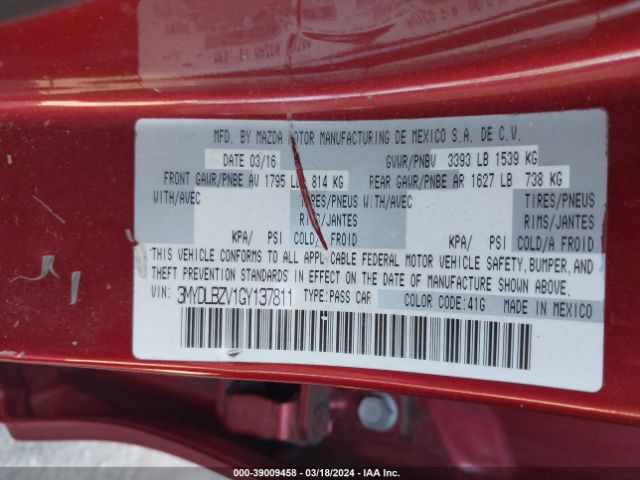 MFD. BY MAZDA MOTOR MANUFACTURING DE MEXICO S.A. DE C.V.
DATE 03/16 GVWR/PNBV 3393 LB 1539 KG
FRONT GAWR/PNBE AV 1795 LB 814 KG REAR GAWR/PNBE AR 1627 LB 738 KG
WITH/AVEC TIRES/PNEUS WITH/AVEC TIRES/PNEUS
RIMS/JANTES RIMS/JANTES
KPA/ PSI COLD/A FROID KPA/ PSI COLD/A FROID
THIS VEHICLE CONFORMS TO ALL APPLICABLE FEDERAL MOTOR VEHICLE SAFETY, BUMPER, AND
THEFT PREVENTION STANDARDS IN EFFECT ON THE DATE OF MANUFACTURE SHOWN ABOVE.
VIN: 3MYDLBZV1GY137811 TYPE:PASS CAR COLOR CODE:41G MADE IN MEXICO
000-39009458 - 03/18/2024 - IAA Inc.